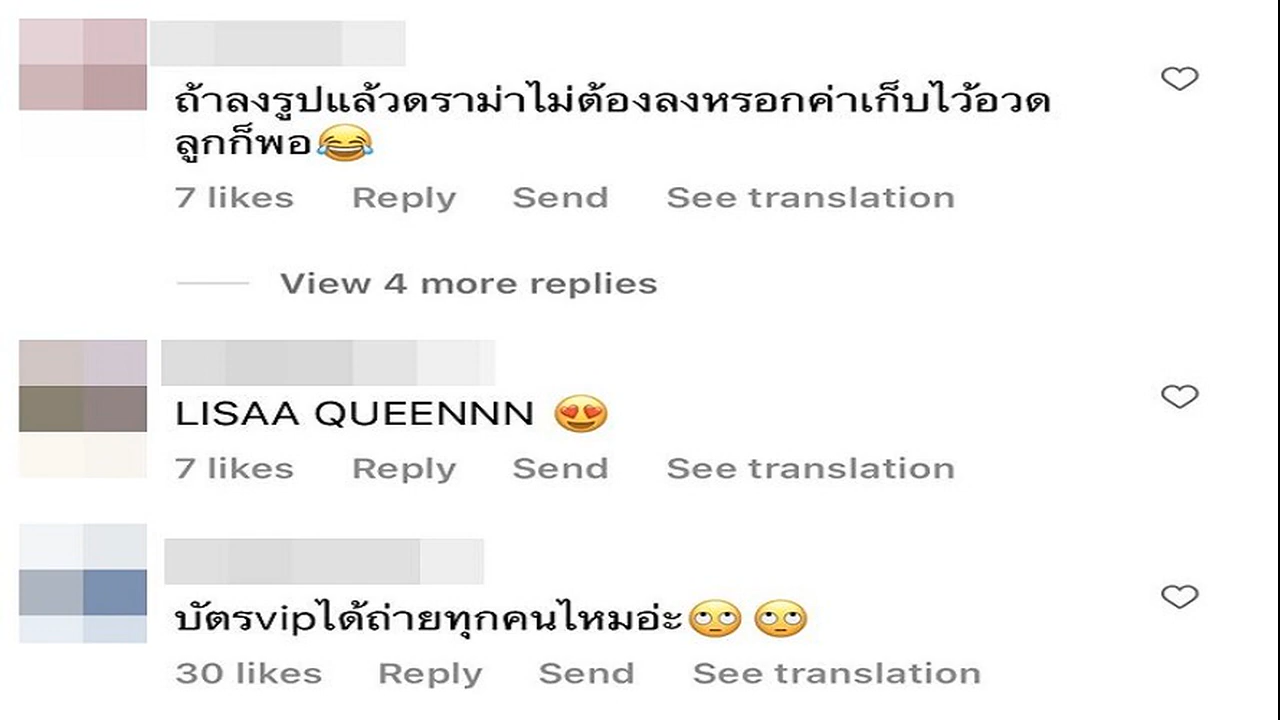 ถ้าลงรูปแล้วดราม่าไม่ต้องลงหรอกค่าเก็บไว้อวด
ลูกก็พอ😂
7 likes Reply Send See translation
View 4 more replies
LISAA QUEENNN 😍
7 likes Reply Send See translation
บัตรvipได้ถ่ายทุกคนไหมอ่ะ🙄 🙄
30 likes Reply Send See translation